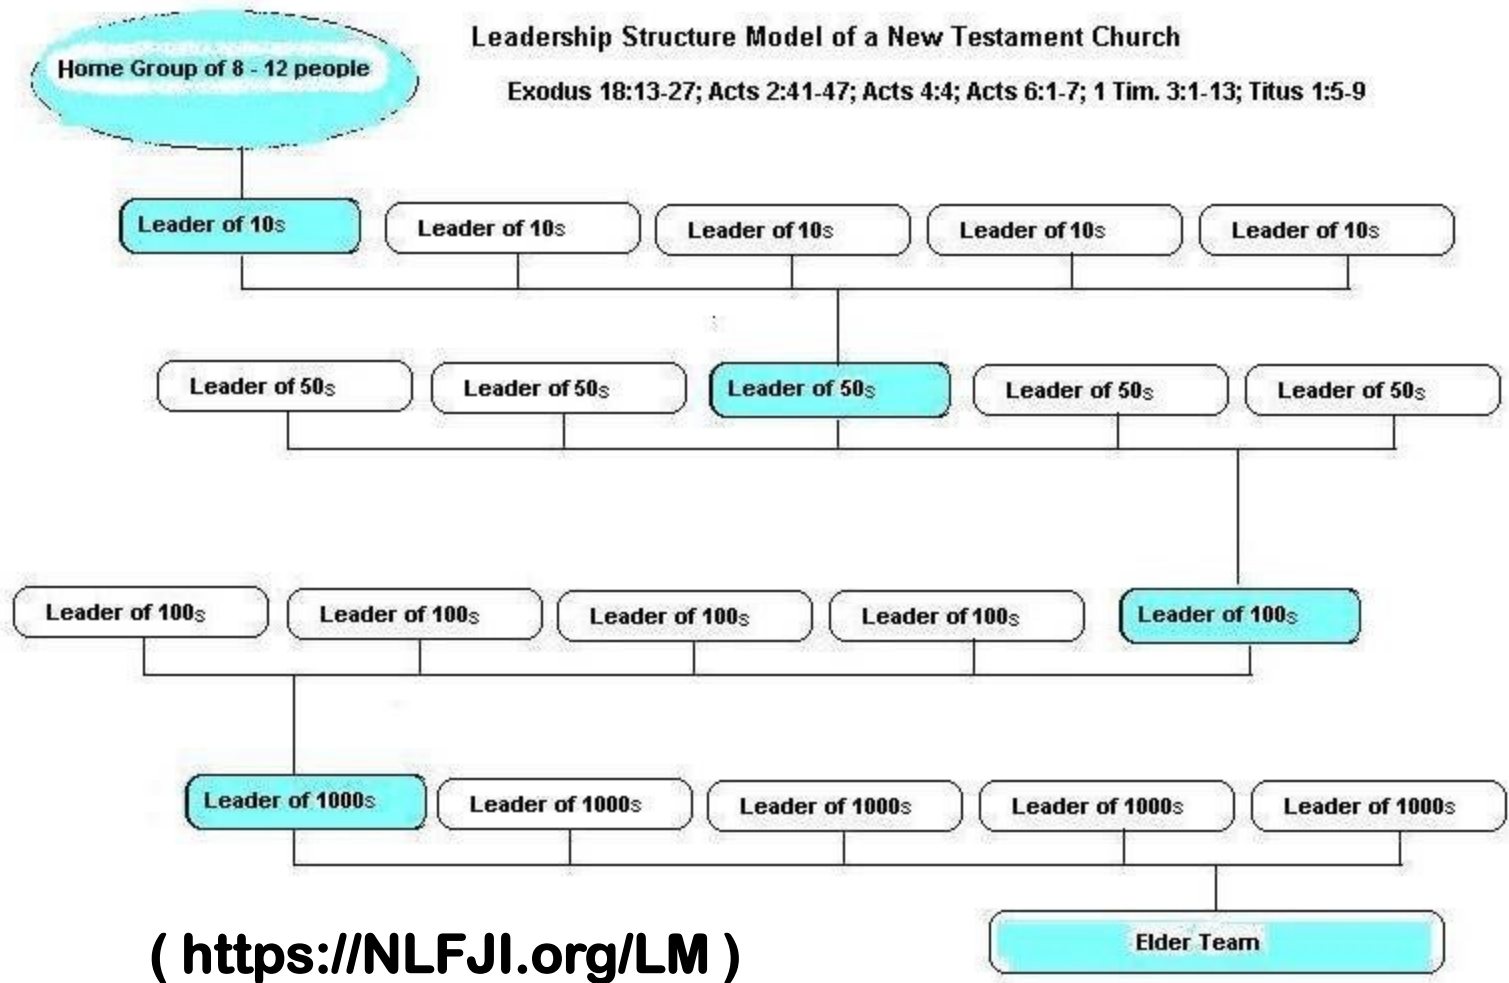 Leadership Structure Model of a New Testament Church
Home Group of 8 - 12 people
Exodus 18:13-27; Acts 2:41-47; Acts 4:4; Acts 6:1-7; 1 Tim. 3:1-13; Titus 1:5-9
Leader of 10s
Leader of 10s
Leader of 10s
Leader of 10s
Leader of 10s
Leader of 50s
Leader of 50s
Leader of 50s
Leader of 50s
Leader of 50s
Leader of 100s
Leader of 100s
Leader of 100s
Leader of 100s
Leader of 100s
Leader of 1000s
Leader of 1000s
Leader of 1000s
Leader of 1000s
Leader of 1000s
Elder Team
( https://NLFJI.org/LM )